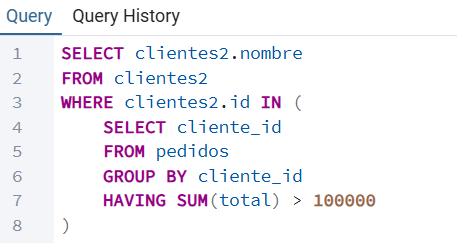 Query Query History
1 SELECT clientes2.nombre
2 FROM clientes2
3 WHERE clientes2.id IN (
4 SELECT cliente_id
5 FROM pedidos
6 GROUP BY cliente_id
7 HAVING SUM(total) > 100000
8 )